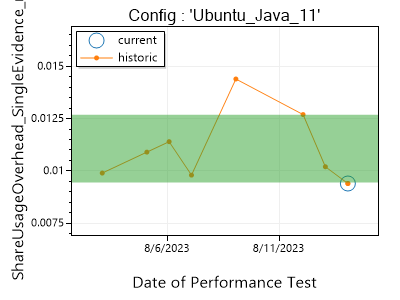 Config : 'Ubuntu_Java_11'
current
historic
0.015
0.0125
0.01
0.0075
ShareUsageOverhead_SingleEvidence_
8/6/2023
8/11/2023
Date of Performance Test